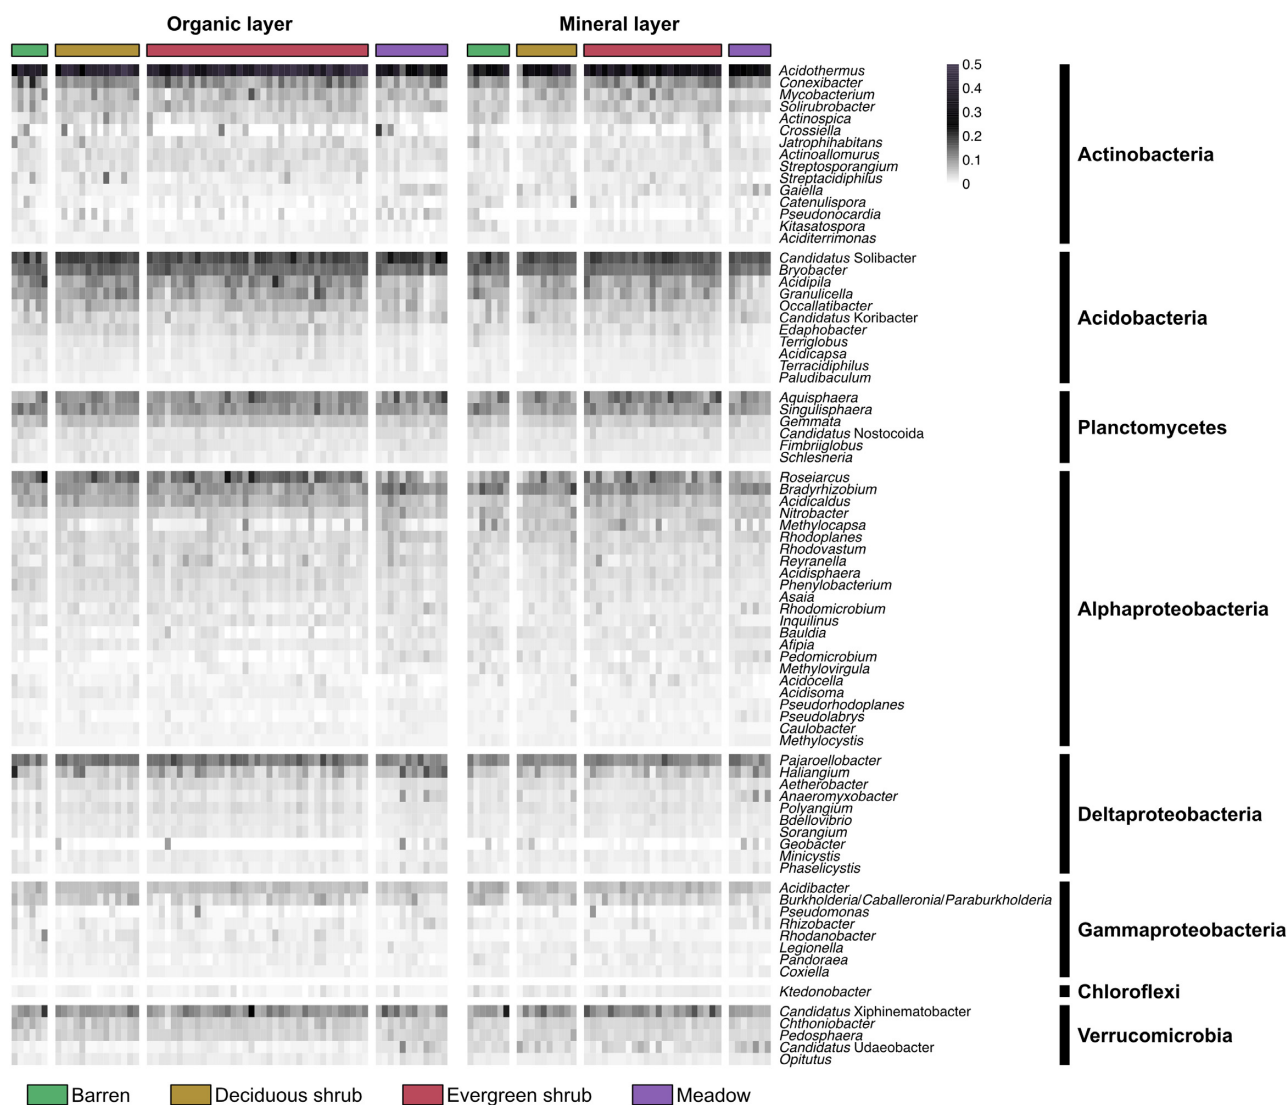 Organic layer
Mineral layer
0.5
0.4
0.3
0.2
0.1
0
Acidothermus
Conexibacter
Mycobacterium
Solirubrobacter
Actinospica
Crossiella
Jatrophihabitans
Actinoallomurus
Streptosporangium
Streptacidiphilus
Gaiella
Catenulispora
Pseudonocardia
Kitasatospora
Aciditerrimonas
Actinobacteria
Candidatus Solibacter
Bryobacter
Acidipila
Granulicella
Occallatibacter
Candidatus Koribacter
Edaphobacter
Terriglobus
Acidicapsa
Terracidiphilus
Paludibaculum
Acidobacteria
Aquisphaera
Singulisphaera
Gemmata
Candidatus Nostocoida
Fimbriiglobus
Schlesneria
Planctomycetes
Roseiarcus
Bradyrhizobium
Acidicaldus
Nitrobacter
Methylocapsa
Rhodoplanes
Rhodovastum
Reyranella
Acidisphaera
Phenylobacterium
Asaia
Rhodomicrobium
Inquilinus
Bauldia
Afipia
Pedomicrobium
Methylovirgula
Acidocella
Acidisoma
Pseudorhodoplanes
Pseudolabrys
Caulobacter
Methylocystis
Alphaproteobacteria
Pajaroellobacter
Haliangium
Aetherobacter
Anaeromyxobacter
Polyangium
Bdellovibrio
Sorangium
Geobacter
Minicystis
Phaselicystis
Deltaproteobacteria
Acidibacter
Burkholderia/Caballeronia/Paraburkholderia
Pseudomonas
Rhizobacter
Rhodanobacter
Legionella
Pandoraea
Coxiella
Gammaproteobacteria
Ktedonobacter
Chloroflexi
Candidatus Xiphinematobacter
Chthoniobacter
Pedosphaera
Candidatus Udaeobacter
Opitutus
Verrucomicrobia
Barren
Deciduous shrub
Evergreen shrub
Meadow